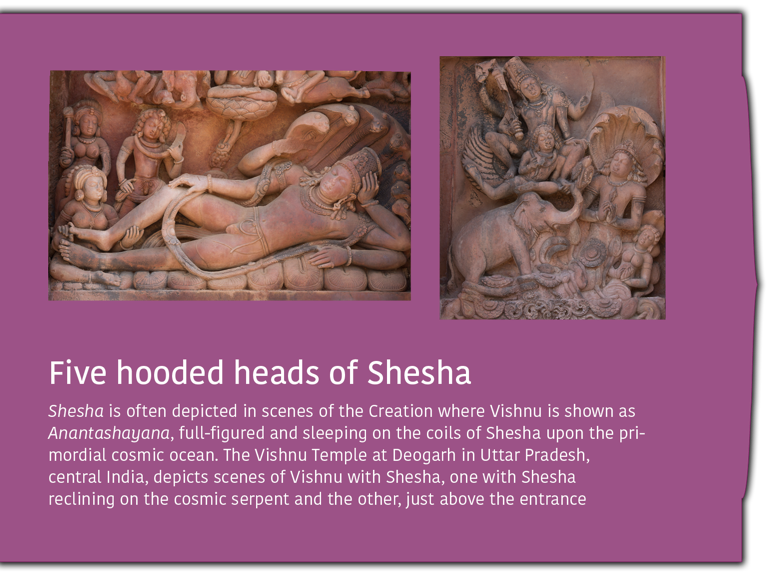 Five hooded heads of Shesha
Shesha is often depicted in scenes of the Creation where Vishnu is shown as
Anantashayana, full-figured and sleeping on the coils of Shesha upon the pri-
mordial cosmic ocean. The Vishnu Temple at Deogarh in Uttar Pradesh,
central India, depicts scenes of Vishnu with Shesha, one with Shesha
reclining on the cosmic serpent and the other, just above the entrance